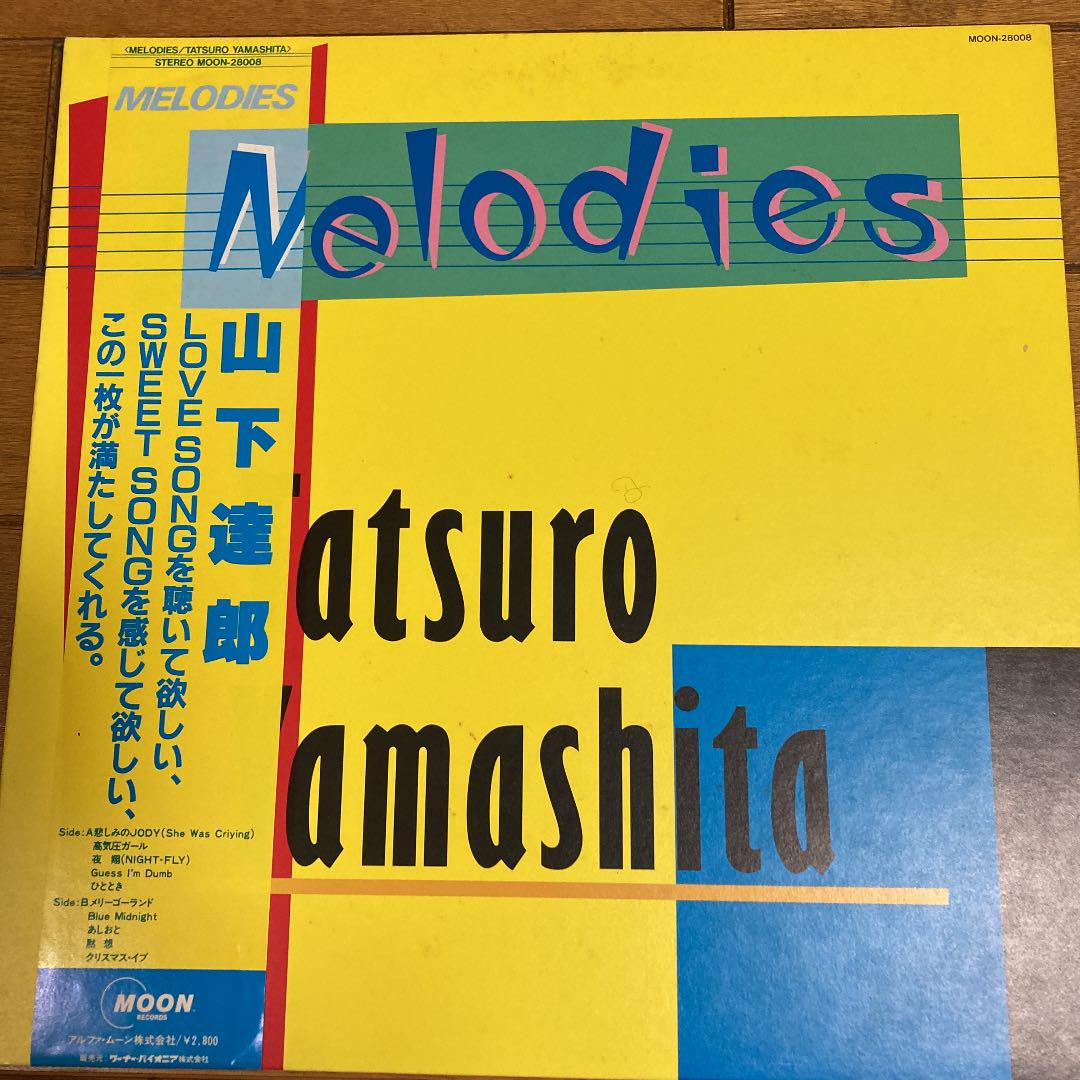 〈MELODIES/TATSURO YAMASHITA〉
STEREO MOON-28008
MELODIES
MOON-28008
Melodies
山下達郎
LOVE SONGを聴いて欲しい、
SWEET SONGを感じて欲しい、
この一枚が満たしてくれる。
Tatsuro
Yamashita
Side:A悲しみのJODY(She Was Criying)
高気圧ガール
夜 翔(NIGHT-FLY)
Guess I'm Dumb
ひととき
Side:Bメリーゴーランド
Blue Midnight
あしおと
黙 想
クリスマス・イブ
MOON
RECORDS
アルファ・ムーン株式会社/¥2,800
販売元:ワーナー・パイオニア株式会社